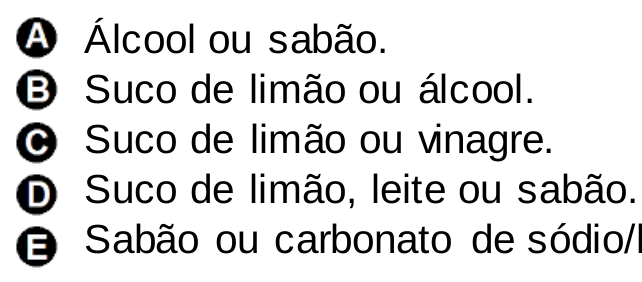 A Álcool ou sabão.
B Suco de limão ou álcool.
C Suco de limão ou vinagre.
D Suco de limão, leite ou sabão.
E Sabão ou carbonato de sódio/